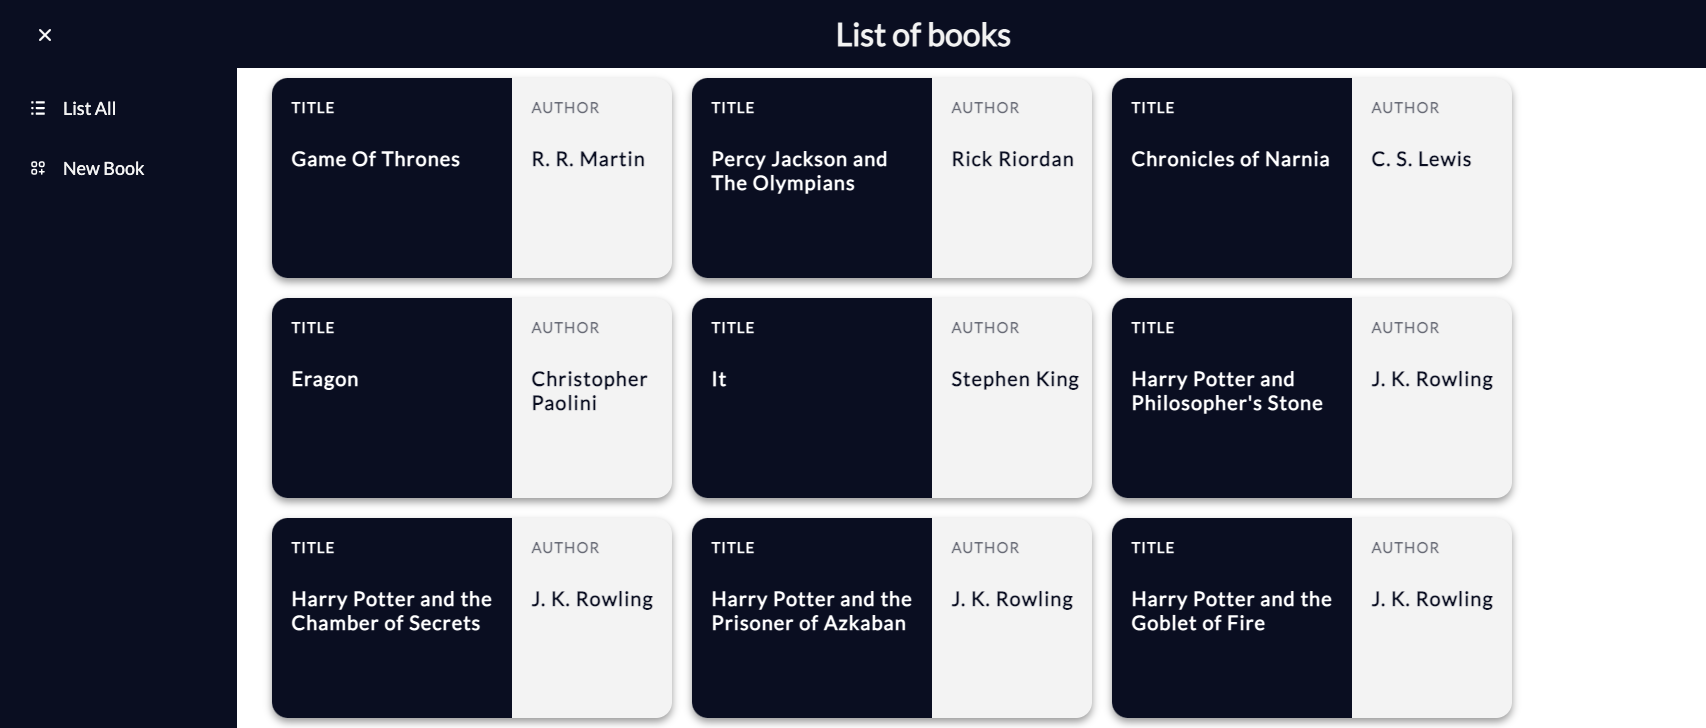 List of books
List All
New Book
TITLE
Game Of Thrones
AUTHOR
R. R. Martin
TITLE
Percy Jackson and
The Olympians
AUTHOR
Rick Riordan
TITLE
Chronicles of Narnia
AUTHOR
C. S. Lewis
TITLE
Eragon
AUTHOR
Christopher
Paolini
TITLE
It
AUTHOR
Stephen King
TITLE
Harry Potter and
Philosopher's Stone
AUTHOR
J. K. Rowling
TITLE
Harry Potter and the
Chamber of Secrets
AUTHOR
J. K. Rowling
TITLE
Harry Potter and the
Prisoner of Azkaban
AUTHOR
J. K. Rowling
TITLE
Harry Potter and the
Goblet of Fire
AUTHOR
J. K. Rowling